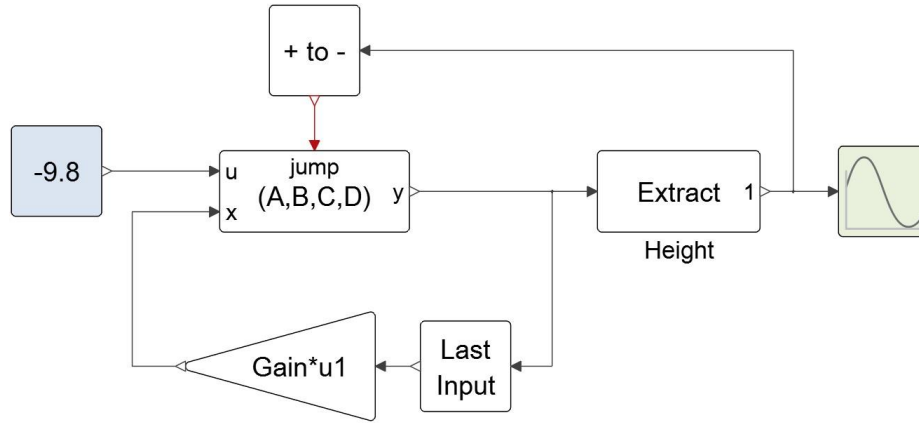 + to -
-9.8
u
jump
(A,B,C,D)
y
x
Extract
1
Height
Gain*u1
Last
Input